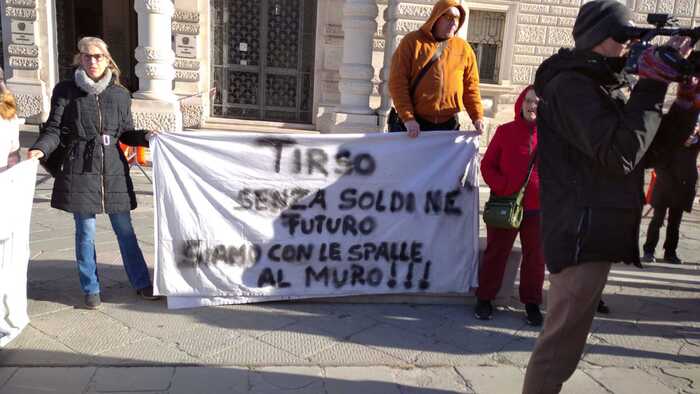 TIRSO
SENZA SOLDI NE
FUTURO
SIAMO CON LE SPALLE
AL MURO!!!